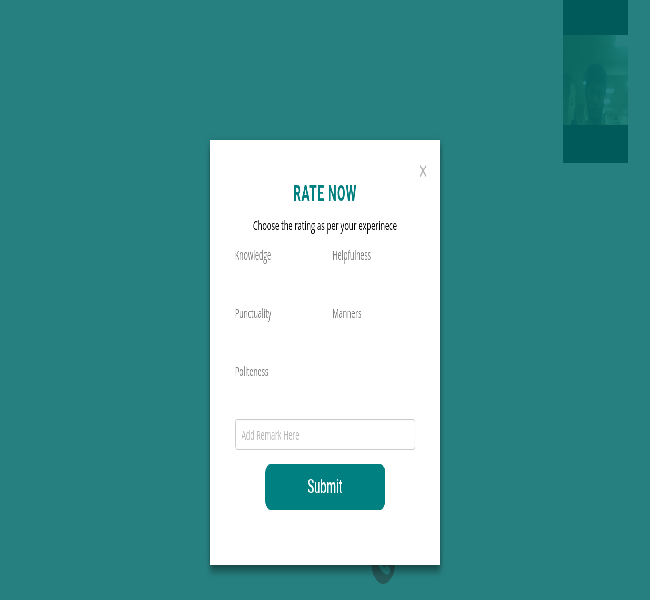 X
RATE NOW
Choose the rating as per your experinece
Knowledge Helpfulness
Punctuality Manners
Politeness
Add Remark Here
Submit